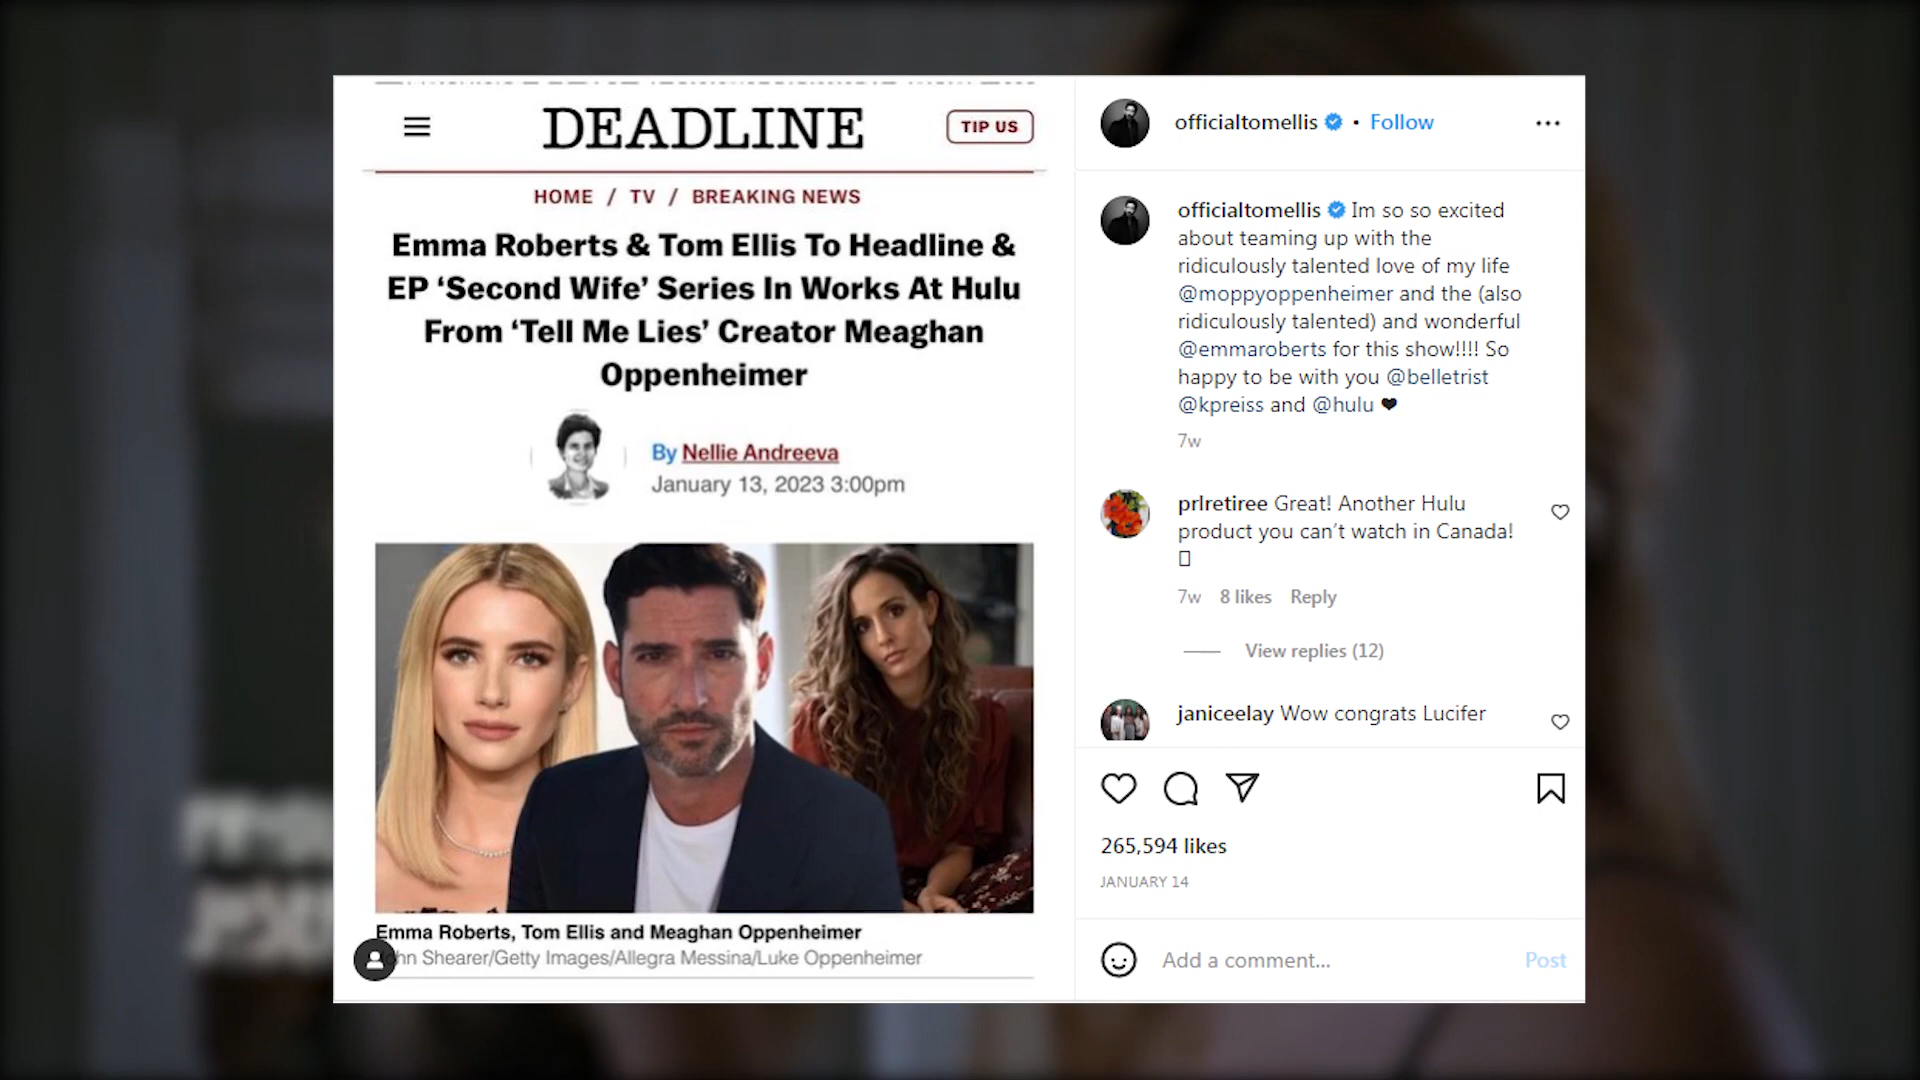 DEADLINE
TIP US
HOME / TV / BREAKING NEWS
Emma Roberts & Tom Ellis To Headline &
EP ‘Second Wife’ Series In Works At Hulu
From ‘Tell Me Lies’ Creator Meaghan
Oppenheimer
By Nellie Andreeva
January 13, 2023 3:00pm
Emma Roberts, Tom Ellis and Meaghan Oppenheimer
Shearer/Getty Images/Allegra Messina/Luke Oppenheimer
officialtomellis • Follow
officialtomellis Im so so excited
about teaming up with the
ridiculously talented love of my life
@moppyoppenheimer and the (also
ridiculously talented) and wonderful
@emmaroberts for this show!!!! So
happy to be with you @belletrist
@kpreiss and @hulu ❤
7w
prlretiree Great! Another Hulu
product you can’t watch in Canada!
7w 8 likes Reply
View replies (12)
janiceelay Wow congrats Lucifer
265,594 likes
JANUARY 14
Add a comment... Post